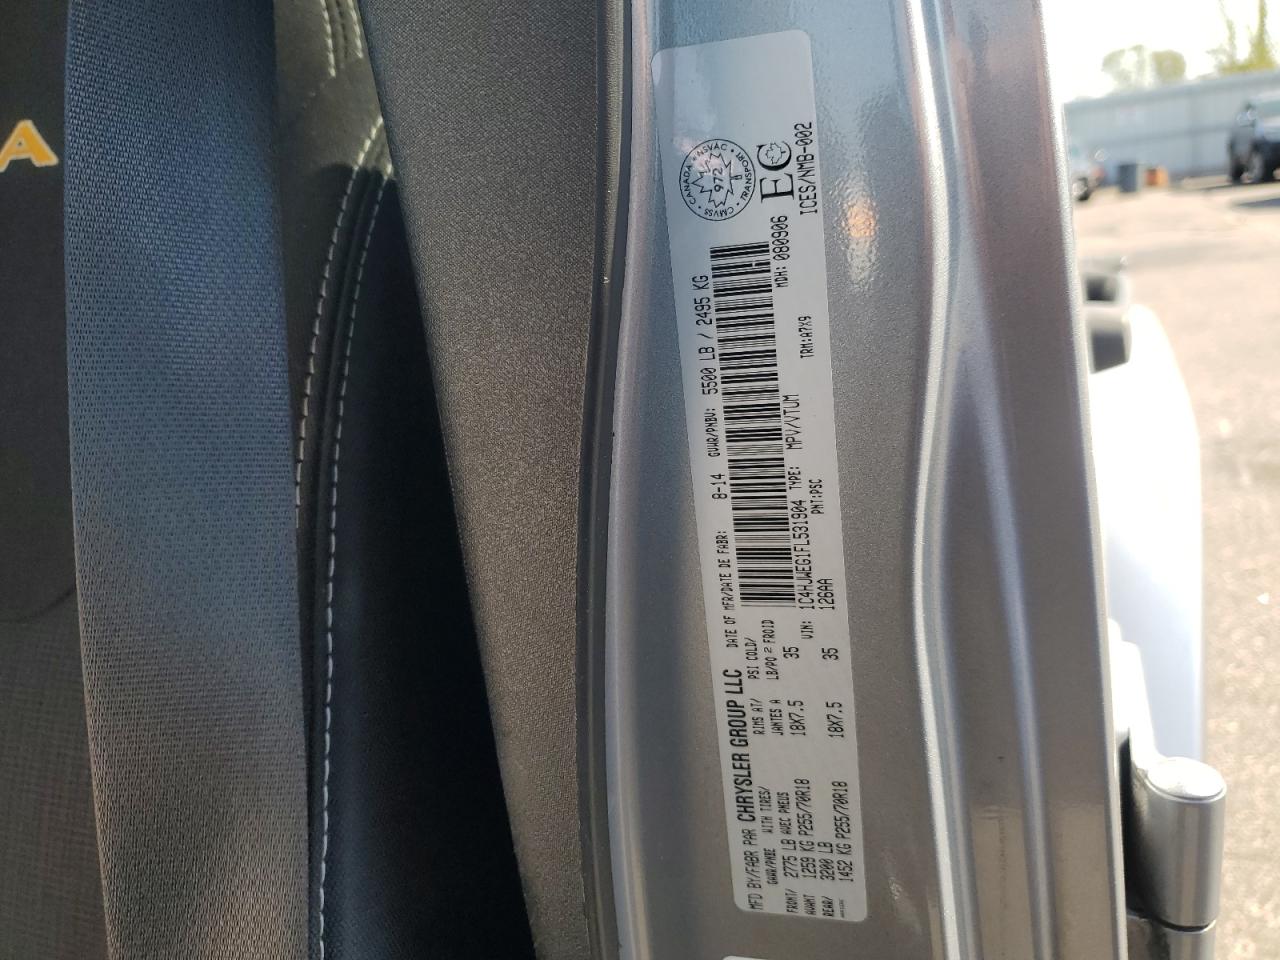 A
MFD BY/FABR PAR CHRYSLER GROUP LLC
DATE OF MFR/DATE DE FABR: 8-14
GVWR/PNBV: 5500 LB / 2495 KG
GAWR/PNBE WITH TIRES/ AVEC PNEUS
RIMS AT/ JANTES A
PSI COLD/ LB/PO² FROID
FRONT/ AVANT 2775 LB 1259 KG P255/70R18 18X7.5 35
REAR/ 3200 LB 1452 KG P255/70R18 18X7.5 35
VIN: 1C4HJWEG1FL531904
TYPE: MPV/VTUM
MDH: 080906
126AA
PNT:PSC
TRM:A7X9
CANADA • NSVAC • TRANSPORT • CMVSS
972
EC
ICES/NMB-002